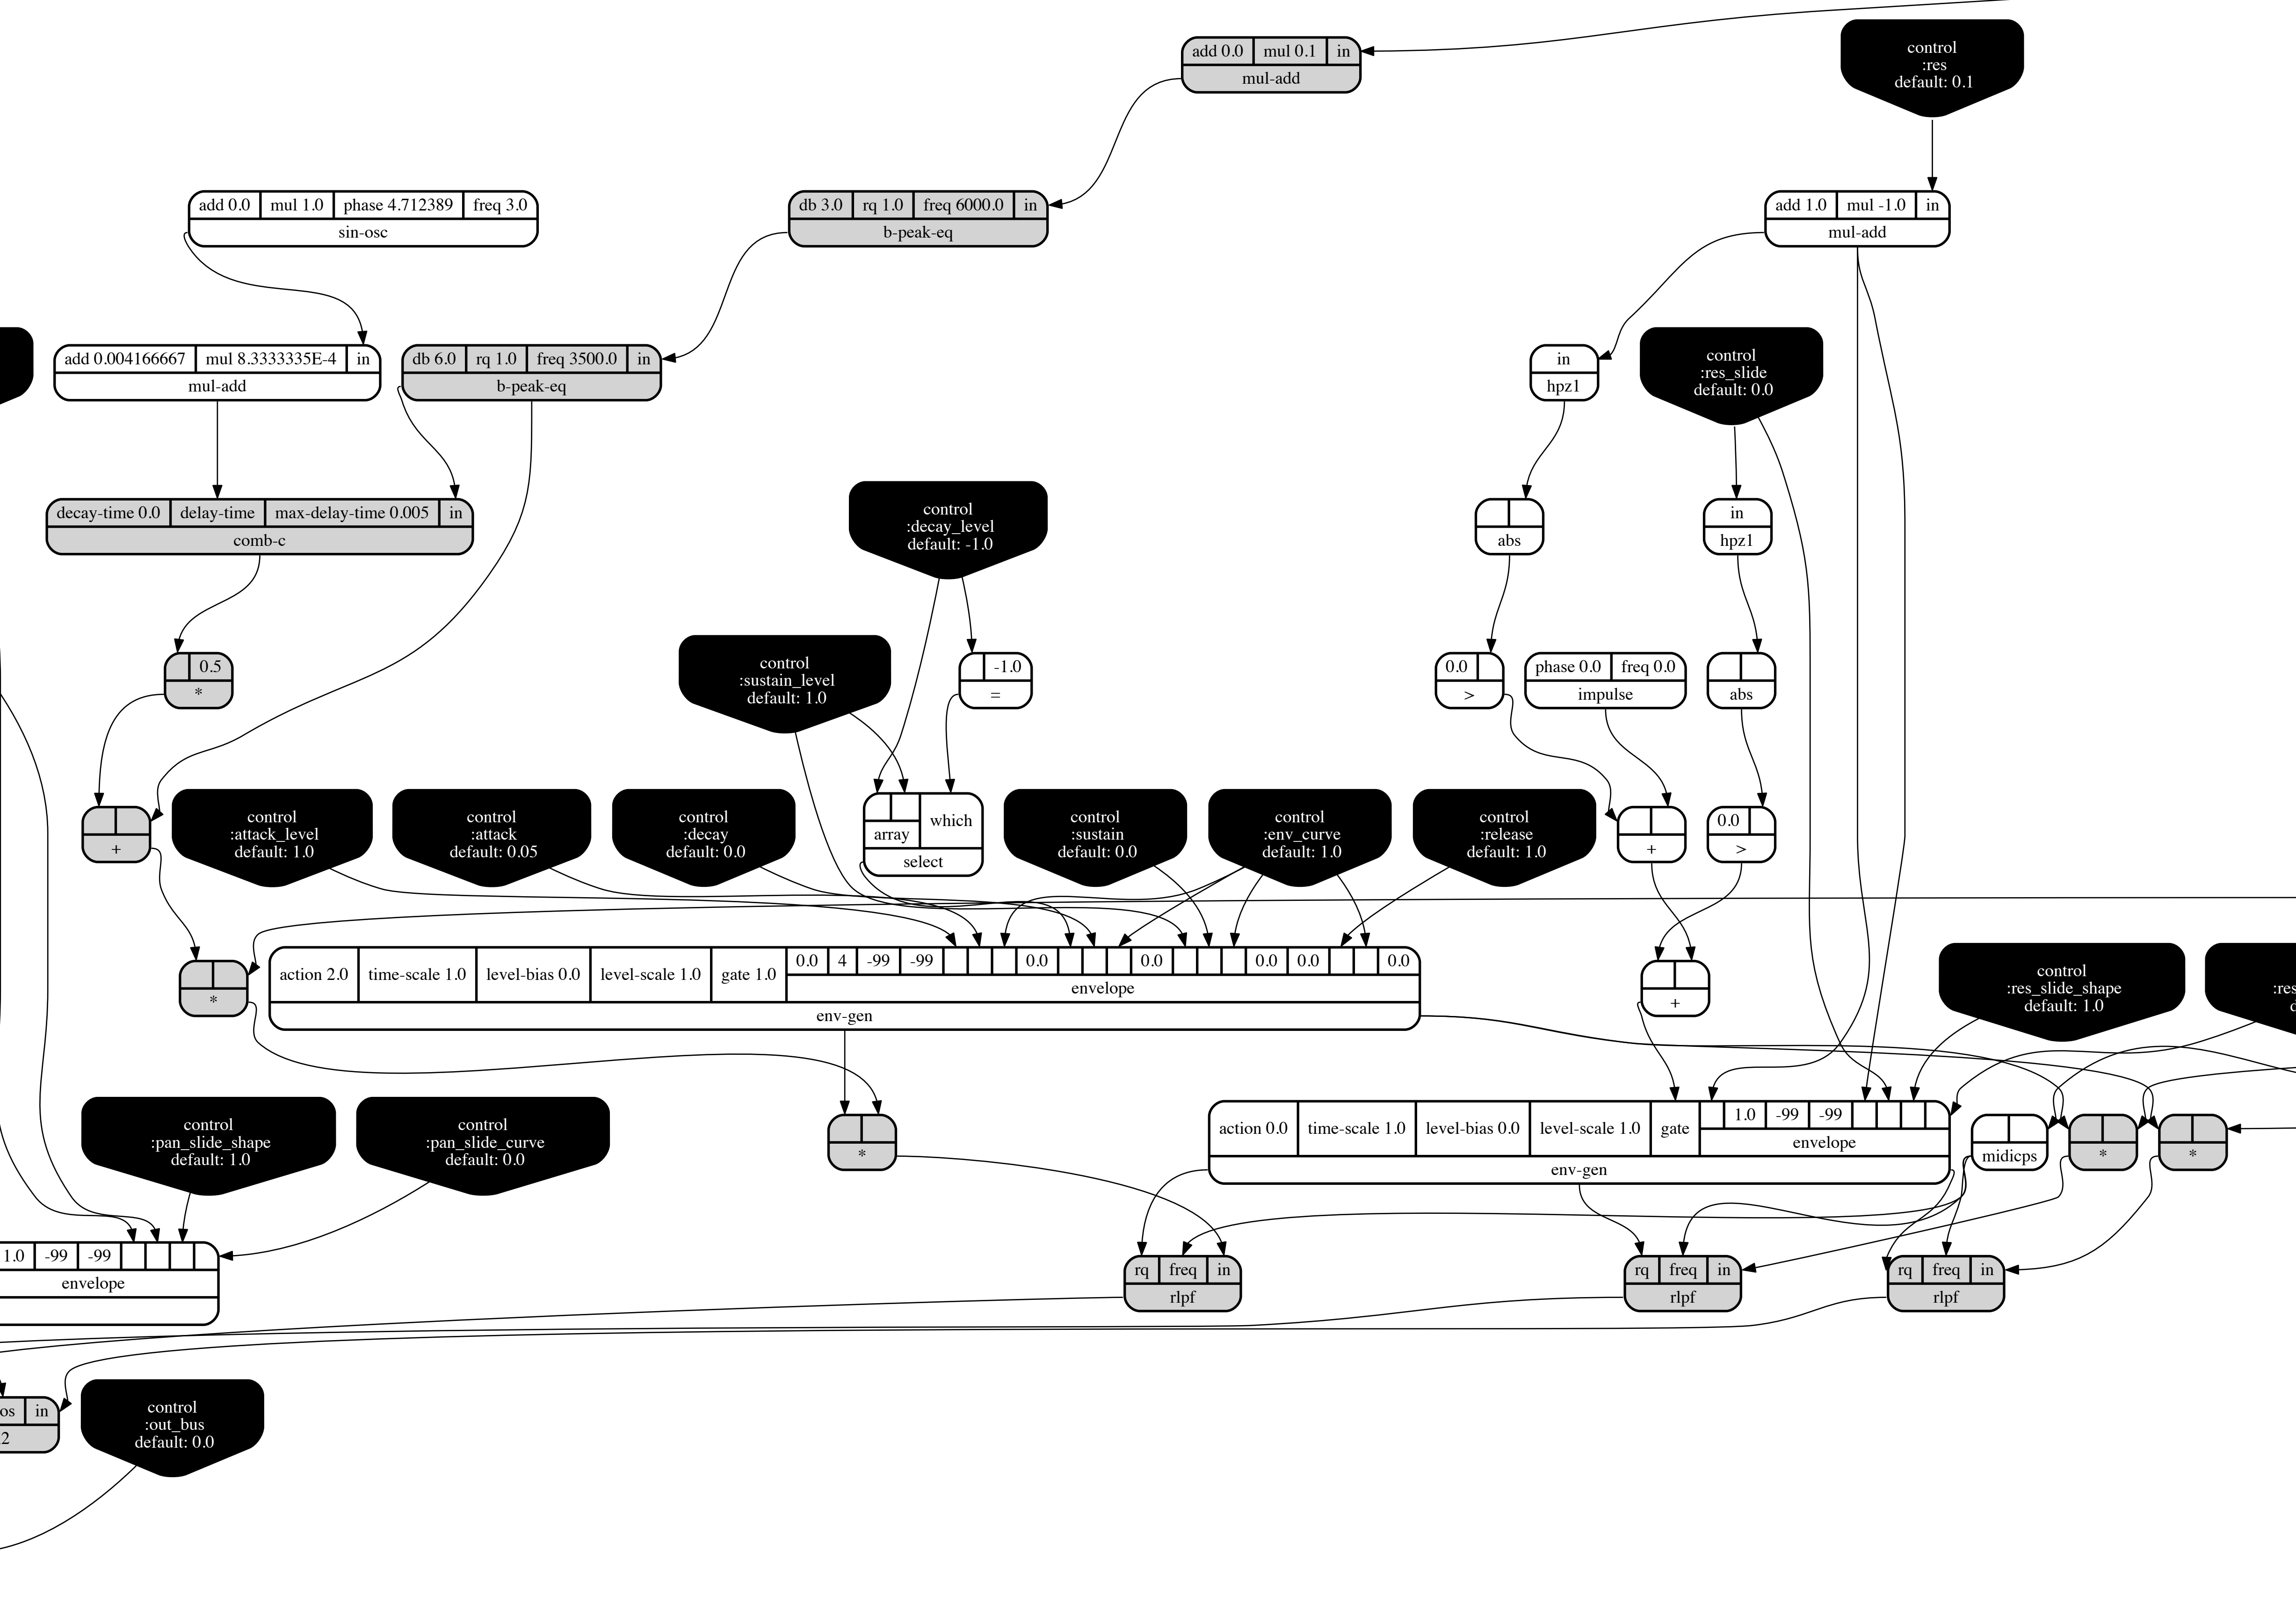 add 0.0 mul 0.1 in
mul-add
control
:res
default: 0.1
add 0.0 mul 1.0 phase 4.712389 freq 3.0
sin-osc
db 3.0 rq 1.0 freq 6000.0 in
b-peak-eq
add 1.0 mul -1.0 in
mul-add
add 0.004166667 mul 8.3333335E-4 in
mul-add
db 6.0 rq 1.0 freq 3500.0 in
b-peak-eq
in
hpz1
control
:res_slide
default: 0.0
decay-time 0.0 delay-time max-delay-time 0.005 in
comb-c
control
:decay_level
default: -1.0
abs
in
hpz1
0.5
*
control
:sustain_level
default: 1.0
-1.0
=
0.0
>
phase 0.0 freq 0.0
impulse
abs
+
control
:attack_level
default: 1.0
control
:attack
default: 0.05
control
:decay
default: 0.0
array which
select
control
:sustain
default: 0.0
control
:env_curve
default: 1.0
control
:release
default: 1.0
+
0.0
>
*
action 2.0 time-scale 1.0 level-bias 0.0 level-scale 1.0 gate 1.0 0.0 4 -99 -99 0.0 0.0 0.0 0.0 0.0
envelope
env-gen
+
control
:res_slide_shape
default: 1.0
control
:pan_slide_shape
default: 1.0
control
:pan_slide_curve
default: 0.0
*
action 0.0 time-scale 1.0 level-bias 0.0 level-scale 1.0 gate 1.0 -99 -99
envelope
env-gen
midicps
*
*
1.0 -99 -99
envelope
rq freq in
rlpf
rq freq in
rlpf
rq freq in
rlpf
os in
2
control
:out_bus
default: 0.0